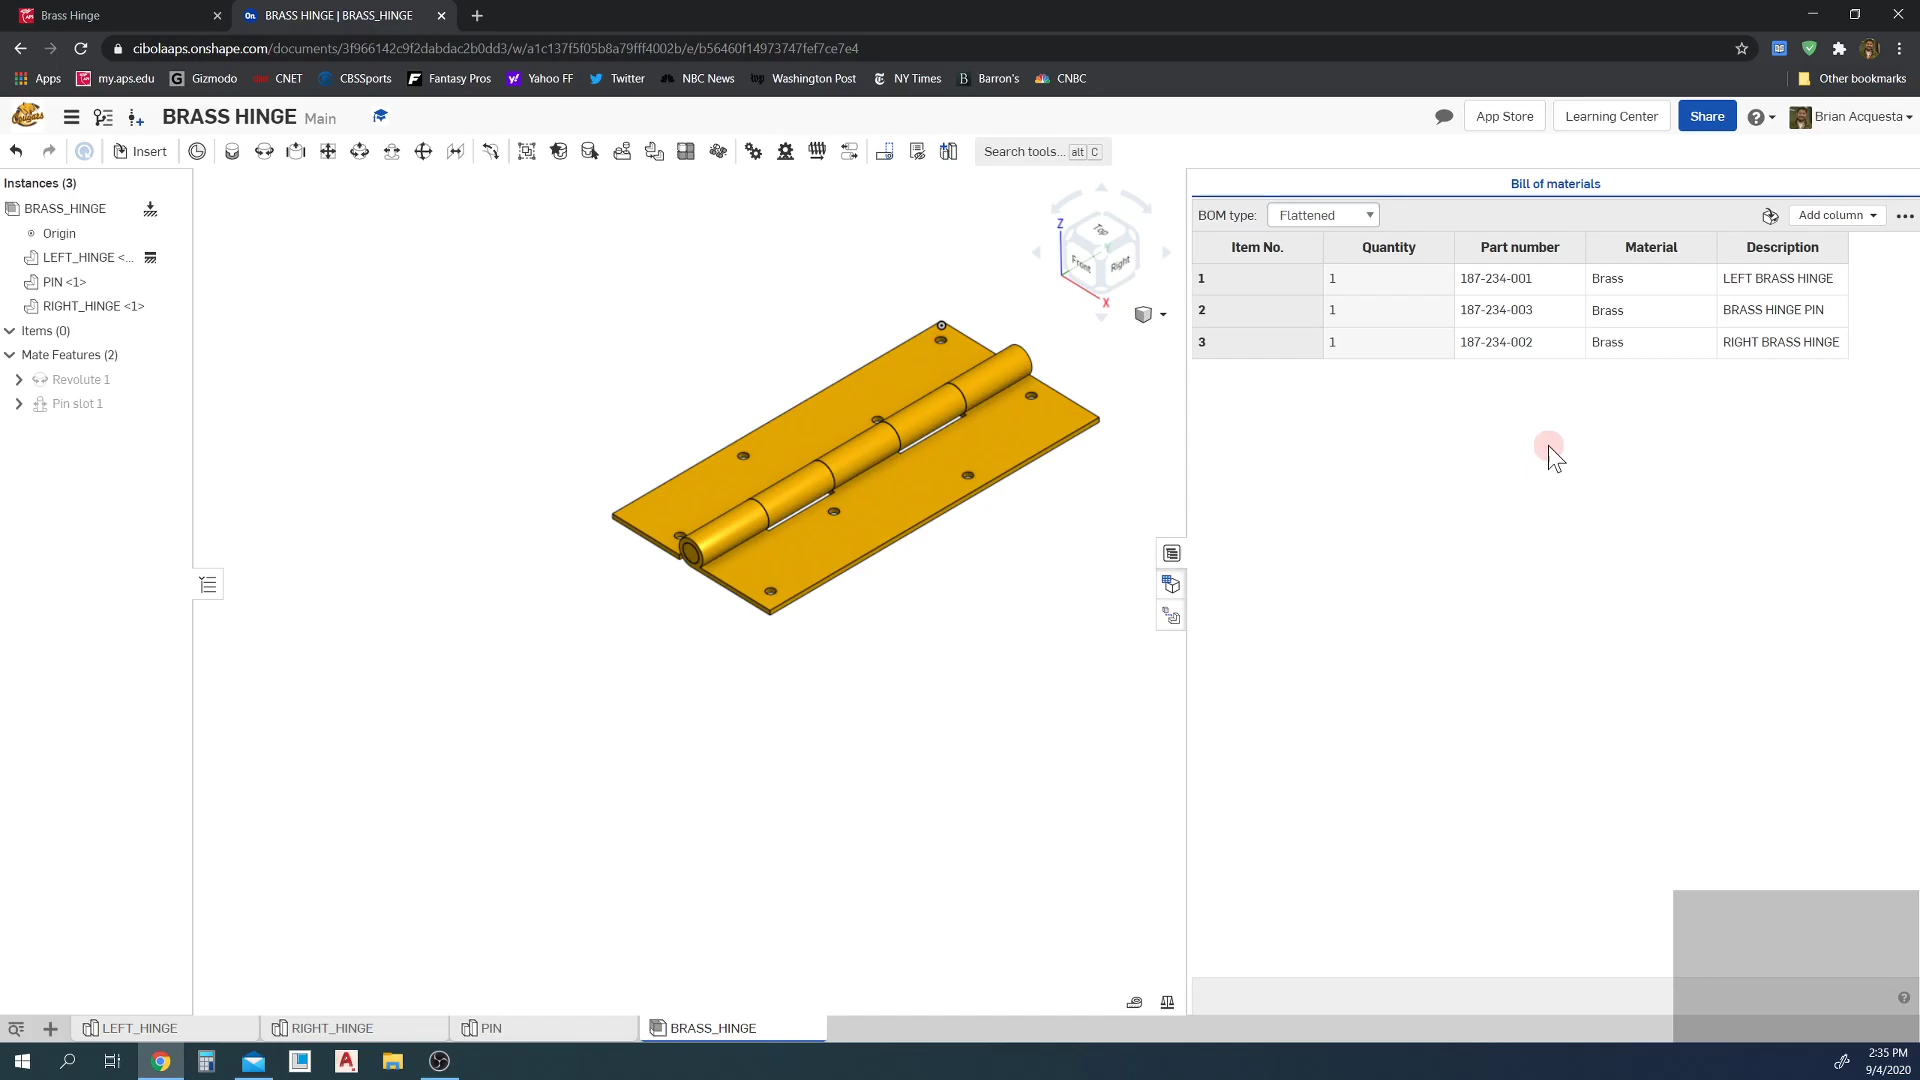 Brass Hinge
On BRASS HINGE | BRASS_HINGE
cibolaaps.onshape.com/documents/3f966142c9f2dabdac2b0dd3/w/a1c137f5f05b8a79fff4002b/e/b56460f14973747fef7ce7e4
Apps my.aps.edu Gizmodo CNET CBSSports Fantasy Pros Yahoo FF Twitter NBC News Washington Post NY Times Barron's CNBC Other bookmarks
BRASS HINGE Main App Store Learning Center Share Brian Acquesta
Insert Search tools... alt C
Instances (3)
BRASS_HINGE
Origin
LEFT_HINGE <...
PIN <1>
RIGHT_HINGE <1>
Items (0)
Mate Features (2)
Revolute 1
Pin slot 1
Z
Top
Y
Front
Right
X
Bill of materials
BOM type: Flattened Add column
Item No. Quantity Part number Material Description
1 1 187-234-001 Brass LEFT BRASS HINGE
2 1 187-234-003 Brass BRASS HINGE PIN
3 1 187-234-002 Brass RIGHT BRASS HINGE
LEFT_HINGE RIGHT_HINGE PIN BRASS_HINGE
2:35 PM
9/4/2020